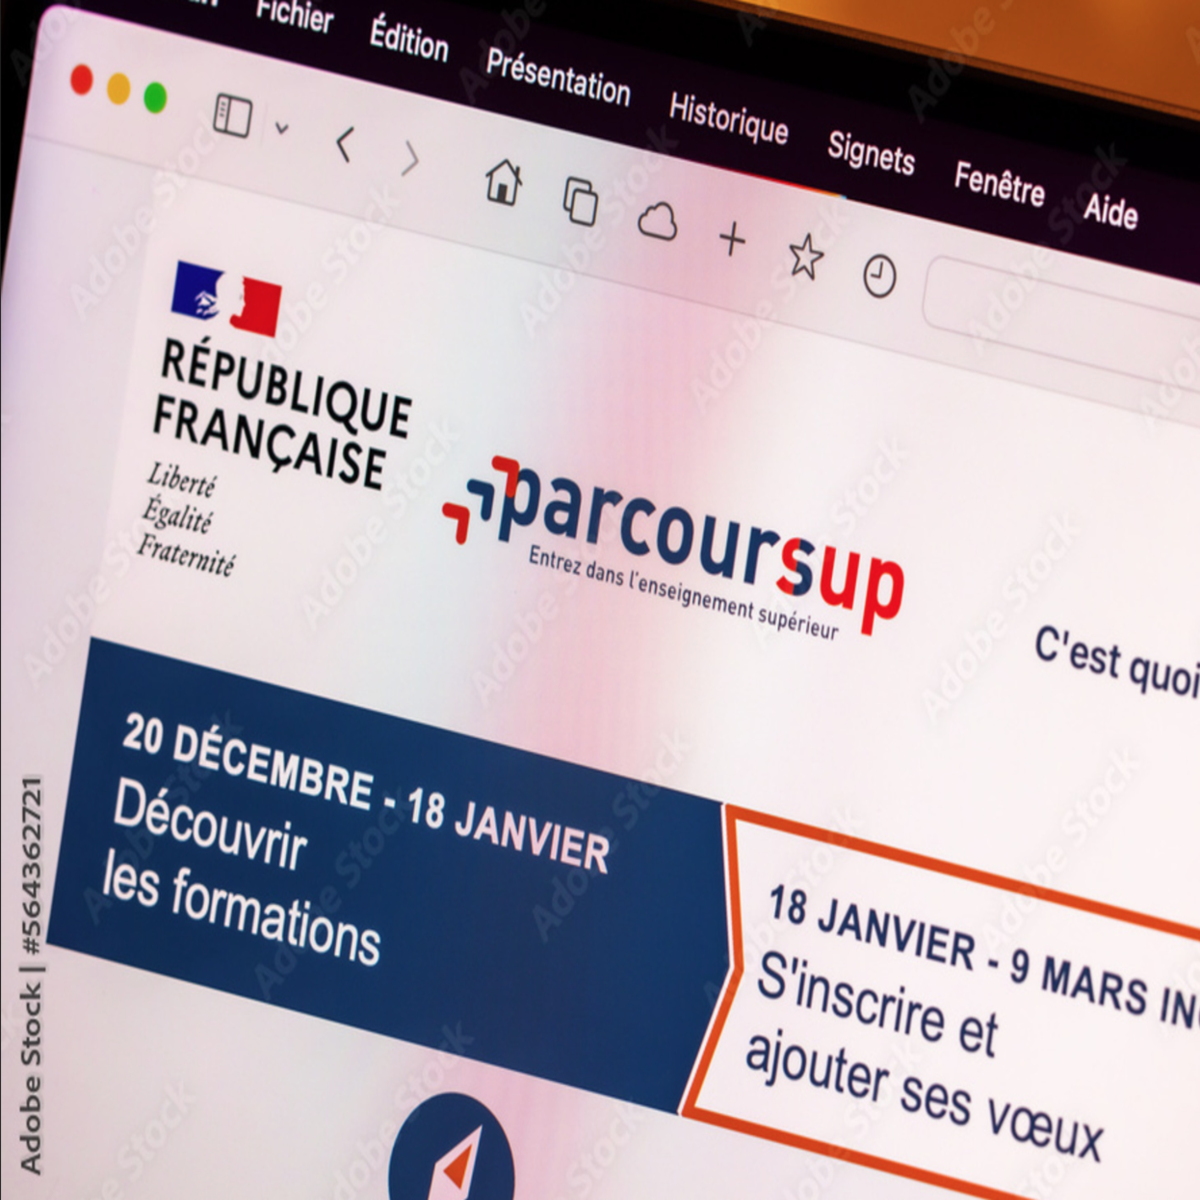 Fichier Édition Présentation Historique Signets Fenêtre Aide
RÉPUBLIQUE
FRANÇAISE
Liberté
Égalité
Fraternité
parcoursup
Entrez dans l'enseignement supérieur
C'est quoi
20 DÉCEMBRE - 18 JANVIER
Découvrir
les formations
18 JANVIER - 9 MARS
S'inscrire et
ajouter ses vœux
Adobe Stock | #564362721
Adobe Stock